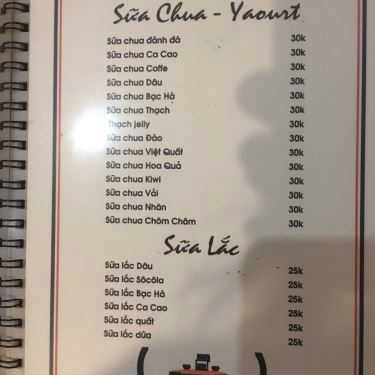 Sữa Chua - Yaourt
Sữa chua đánh đá 30k
Sữa chua Ca Cao 30k
Sữa chua Coffe 30k
Sữa chua Dâu 30k
Sữa chua Bạc Hà 30k
Sữa chua Thạch 30k
Thạch jelly 30k
Sữa chua Đào 30k
Sữa chua Việt Quất 30k
Sữa chua Hoa Quả 30k
Sữa chua Kiwi 30k
Sữa chua Vải 30k
Sữa chua Nhãn 30k
Sữa chua Chôm Chôm 30k
Sữa Lắc
Sữa lắc Dâu 25k
Sữa lắc Sôcôla 25k
Sữa lắc Bạc Hà 25k
Sữa lắc Ca Cao 25k
Sữa lắc quất 25k
Sữa lắc dừa 25k